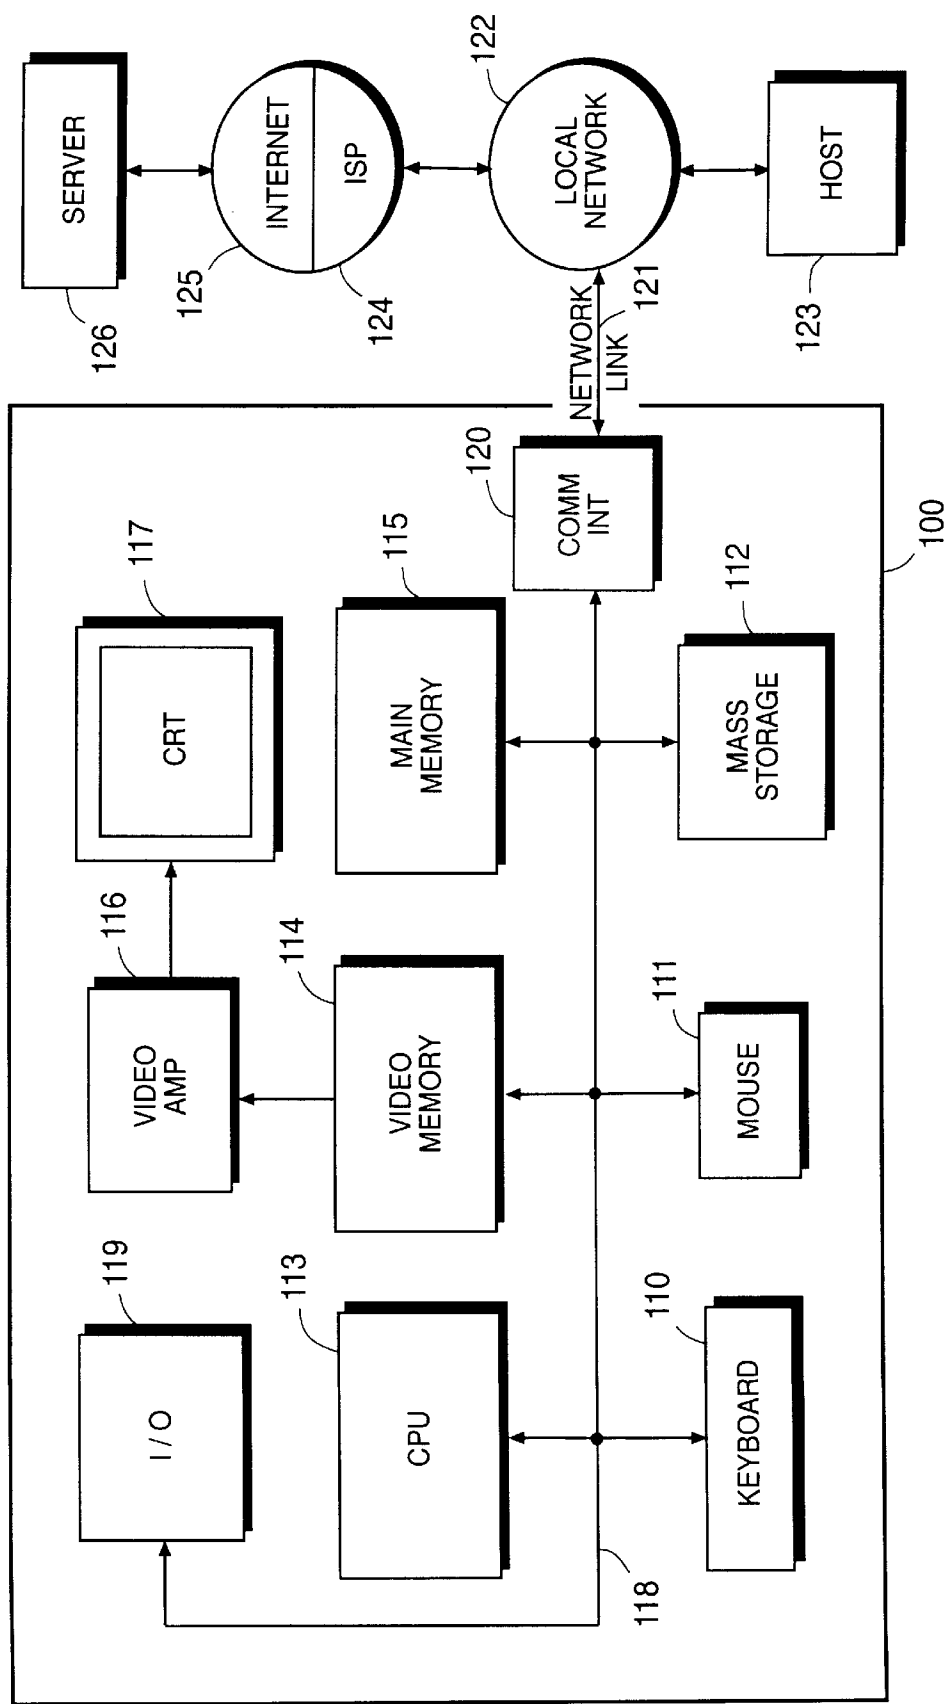 119
I / O
116
VIDEO
AMP
117
CRT
126
SERVER
113
CPU
114
VIDEO
MEMORY
115
MAIN
MEMORY
125
INTERNET
ISP
124
118
120
COMM
INT
NETWORK
LINK
121
122
LOCAL
NETWORK
110
KEYBOARD
111
MOUSE
112
MASS
STORAGE
123
HOST
100